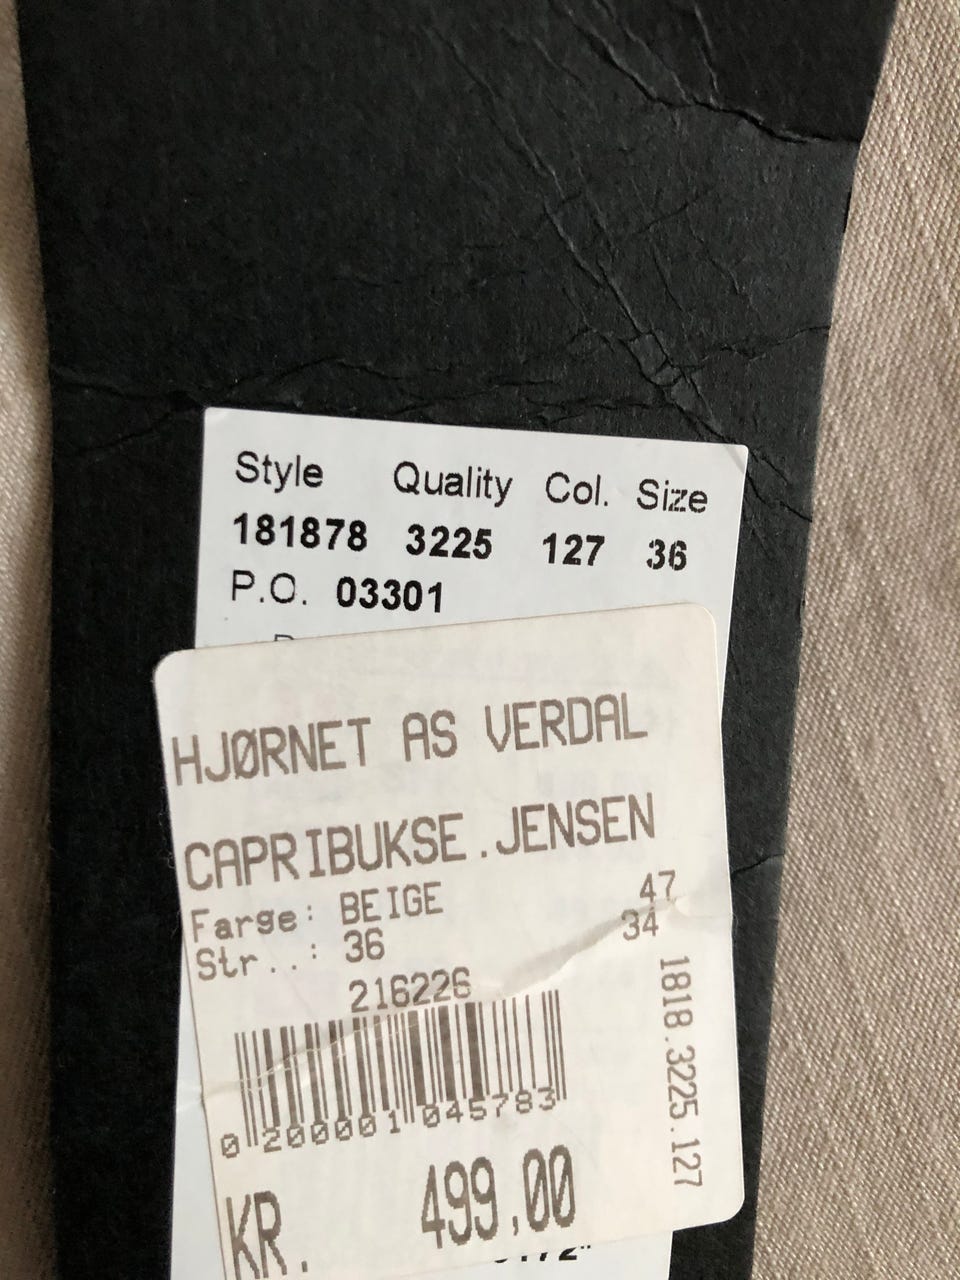 Style Quality Col. Size
181878 3225 127 36
P.O. 03301
HJØRNET AS VERDAL
CAPRIBUKSE.JENSEN
Farge: BEIGE 47
Str..: 36 34
216226
0 200001 045783
KR. 499,00
1818.3225.127